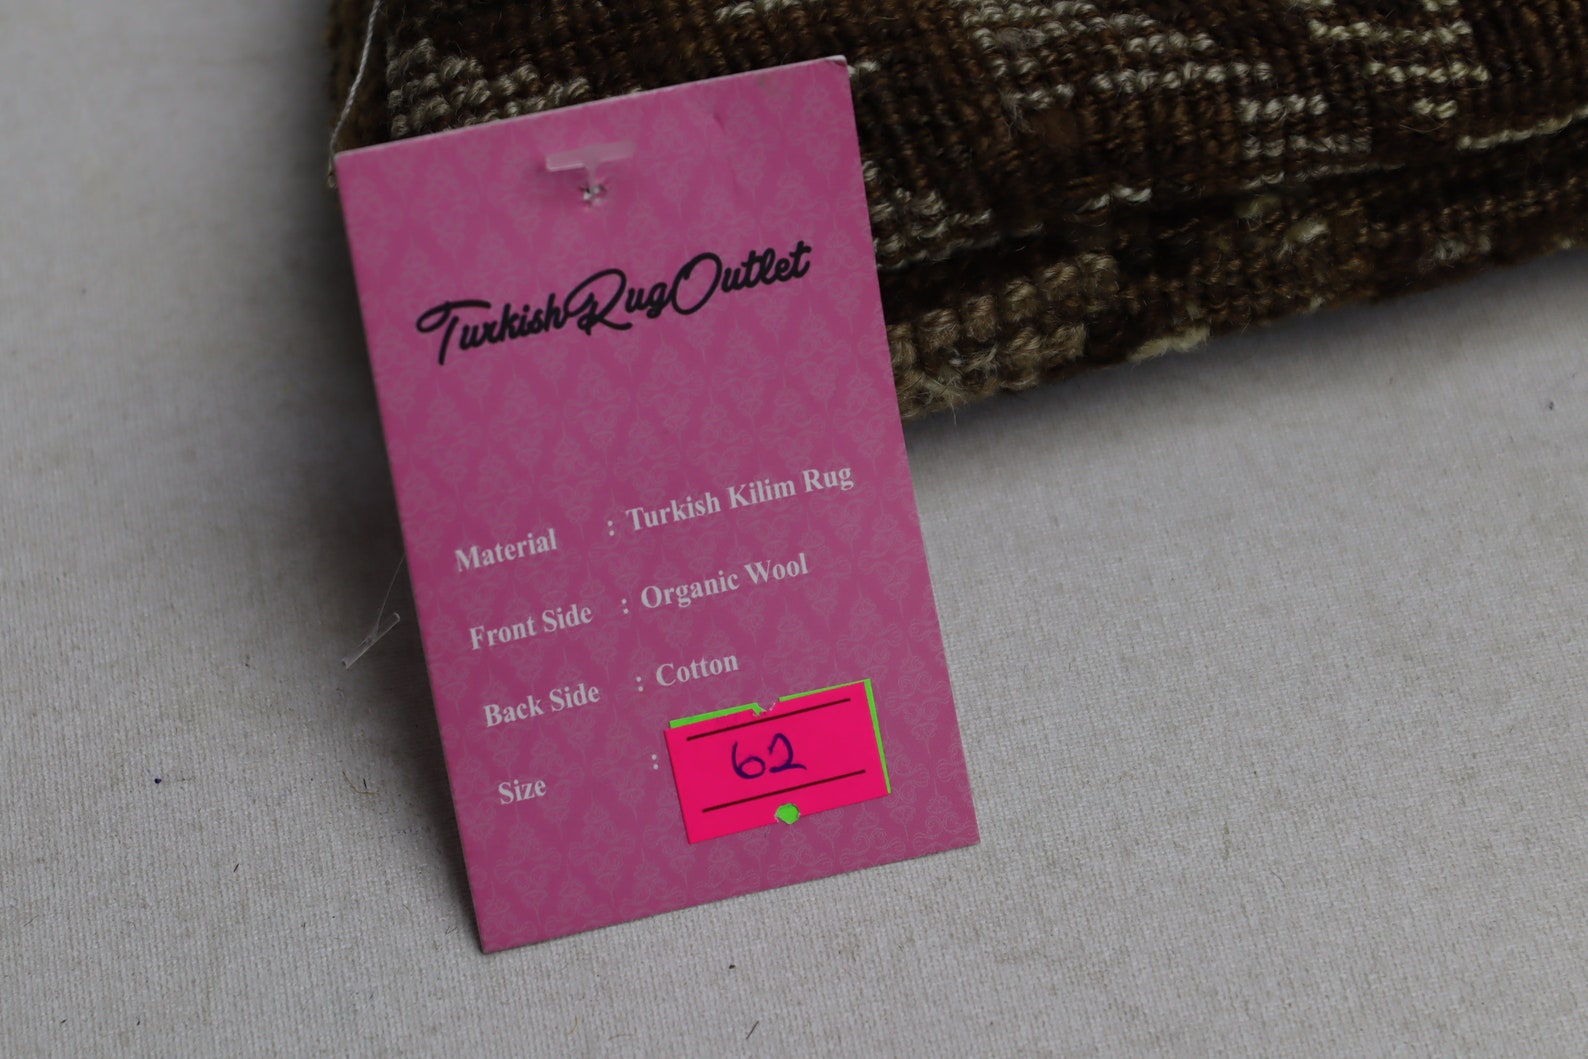 TurkishRugOutlet
Material : Turkish Kilim Rug
Front Side : Organic Wool
Back Side : Cotton
Size : 62